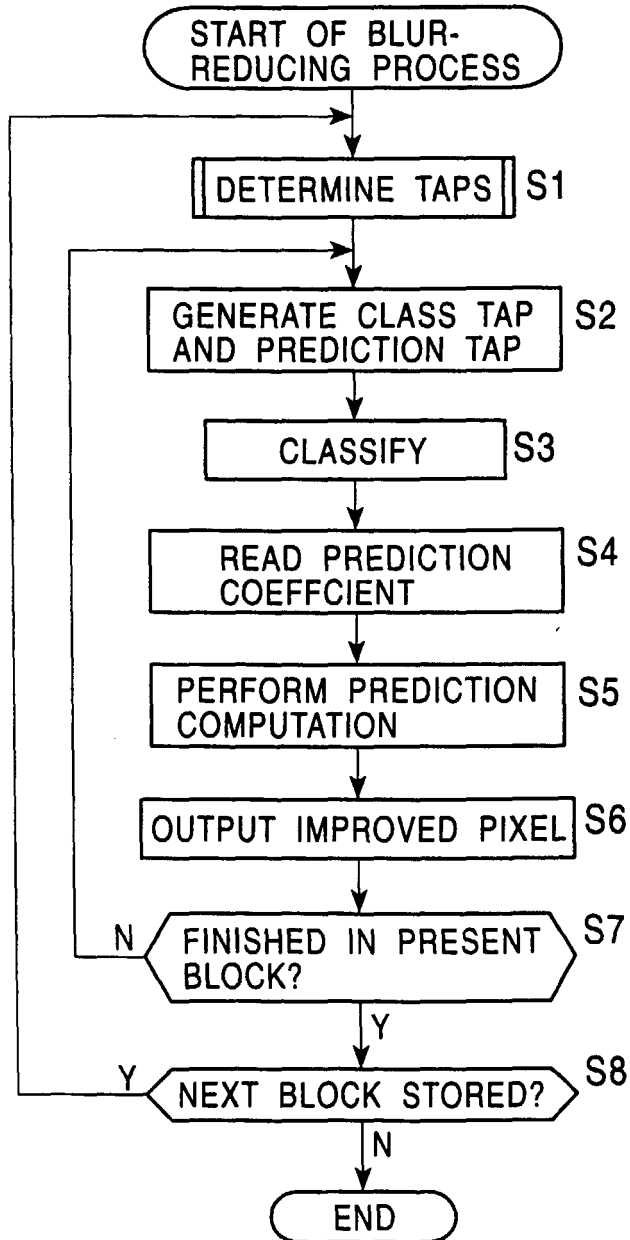 START OF BLUR-
REDUCING PROCESS
DETERMINE TAPS
S1
GENERATE CLASS TAP
AND PREDICTION TAP
S2
CLASSIFY
S3
READ PREDICTION
COEFFCIENT
S4
PERFORM PREDICTION
COMPUTATION
S5
OUTPUT IMPROVED PIXEL
S6
N
FINISHED IN PRESENT
BLOCK?
S7
Y
Y
NEXT BLOCK STORED?
S8
N
END